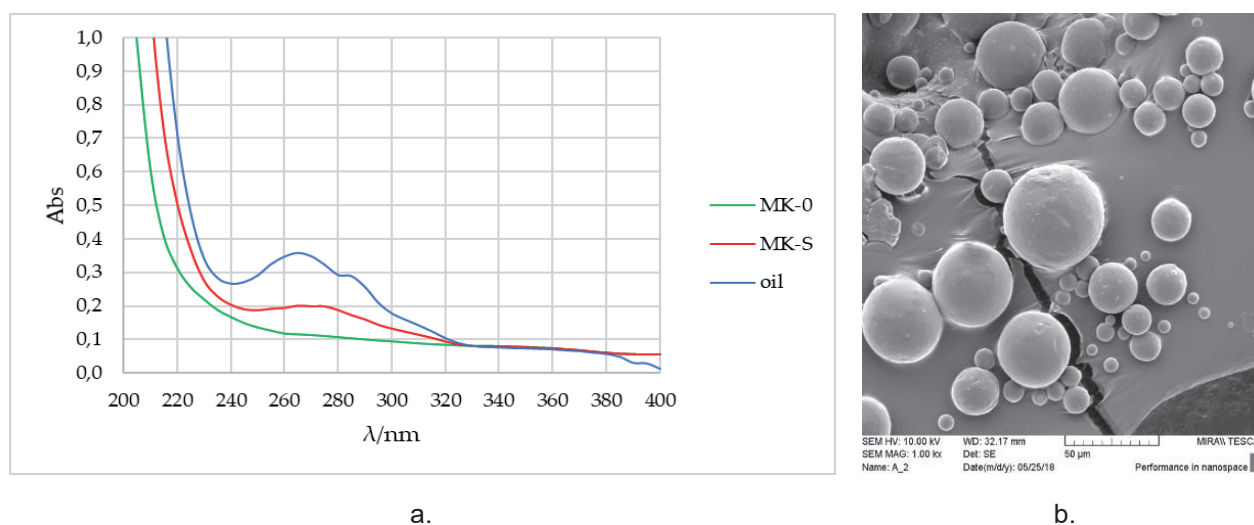 1,0
0,9
0,8
0,7
0,6
0,5
0,4
0,3
0,2
0,1
0,0
Abs
200 220 240 260 280 300 320 340 360 380 400
λ/nm
MK-0
MK-S
oil
SEM HV: 10.00 kV WD: 32.17 mm MIRA\\ TESC
SEM MAG: 1.00 kx Det: SE 50 µm
Name: A_2 Date(m/d/y): 05/25/18 Performance in nanospace
a. b.